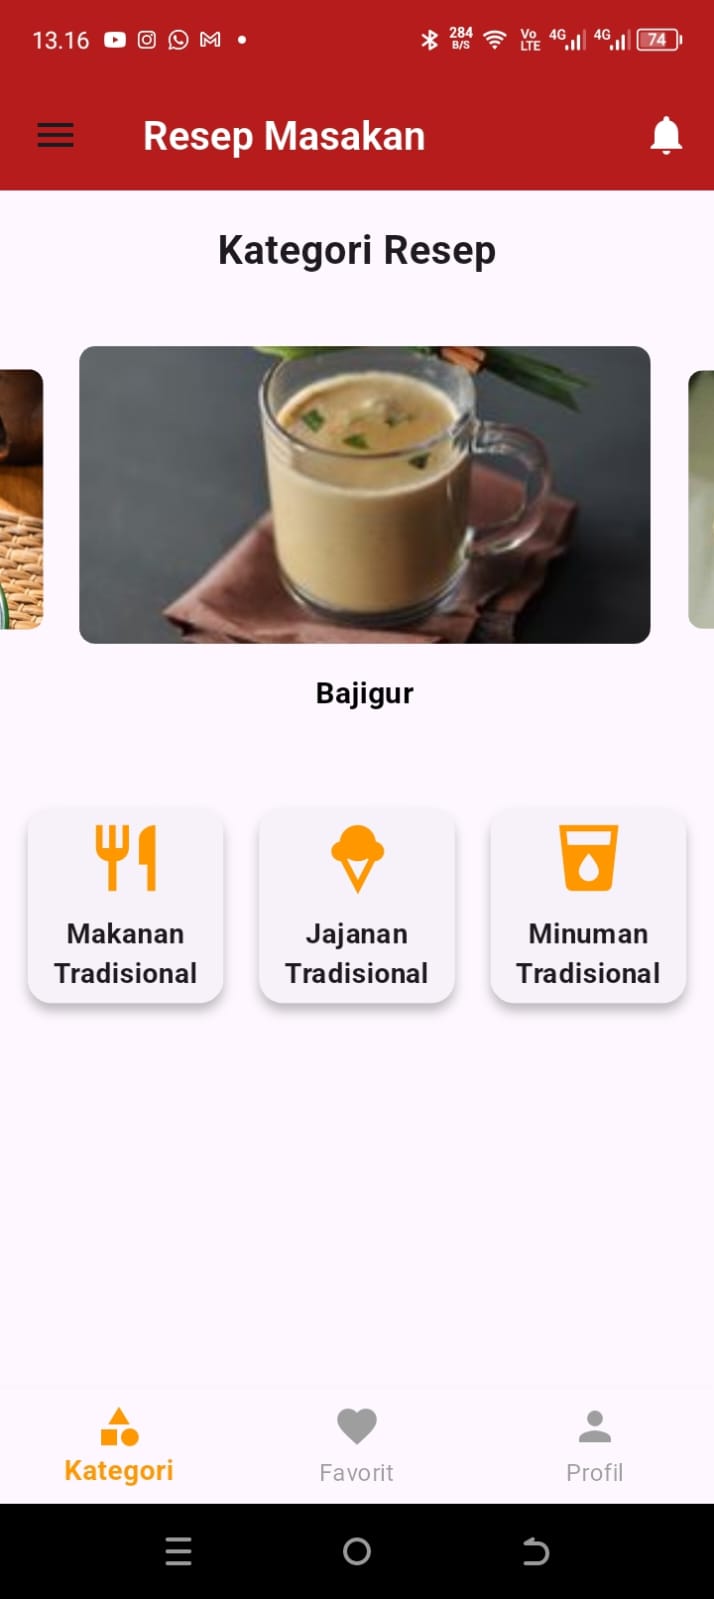 13.16
284
B/S
Vo
LTE
4G
4G
74
Resep Masakan
Kategori Resep
Bajigur
Makanan
Tradisional
Jajanan
Tradisional
Minuman
Tradisional
Kategori
Favorit
Profil